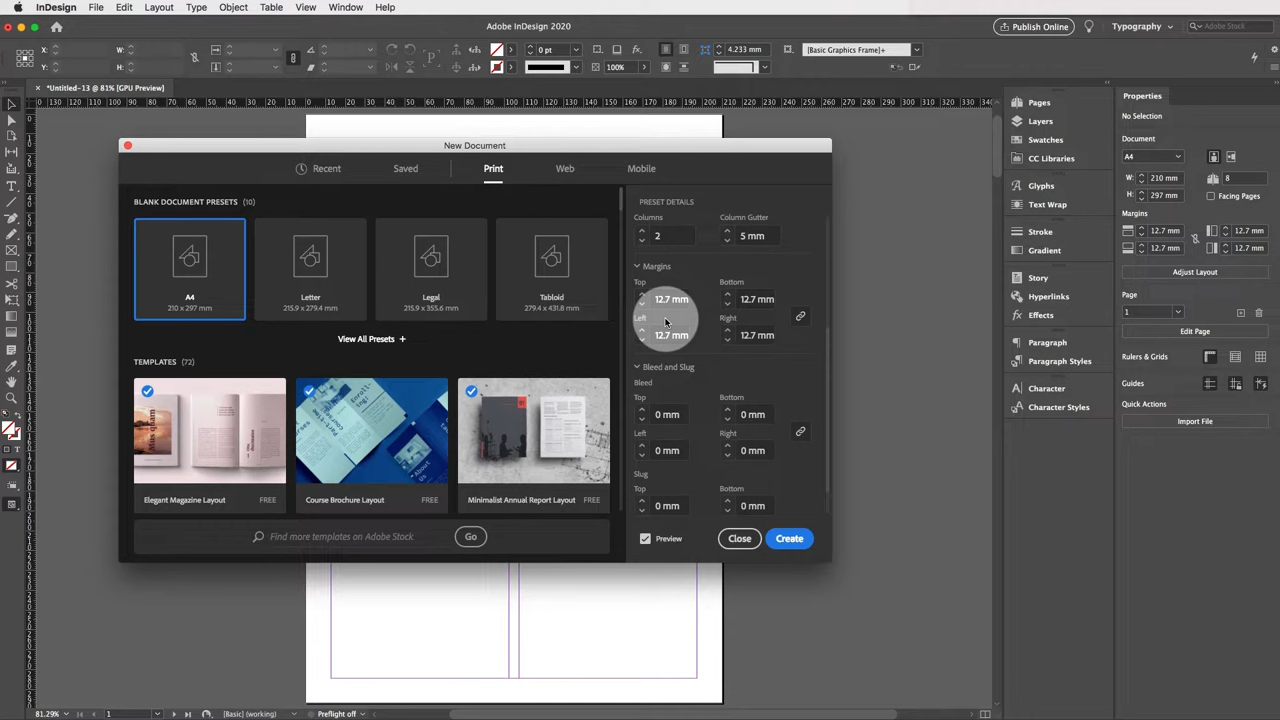 InDesign File Edit Layout Type Object Table View Window Help
Adobe InDesign 2020
Publish Online
Typography
Adobe Stock
X:
Y:
W:
H:
0 pt
100%
4.233 mm
[Basic Graphics Frame]+
*Untitled-13 @ 81% [GPU Preview]
New Document
Recent
Saved
Print
Web
Mobile
BLANK DOCUMENT PRESETS (10)
A4
210 x 297 mm
Letter
215.9 x 279.4 mm
Legal
215.9 x 355.6 mm
Tabloid
279.4 x 431.8 mm
View All Presets +
TEMPLATES (72)
Elegant Magazine Layout FREE
Course Brochure Layout FREE
Minimalist Annual Report Layout FREE
Find more templates on Adobe Stock
Go
PRESET DETAILS
Columns
Column Gutter
2
5 mm
Margins
Top
Bottom
12.7 mm
12.7 mm
Left
Right
12.7 mm
12.7 mm
Bleed and Slug
Bleed
Top
Bottom
0 mm
0 mm
Left
Right
0 mm
0 mm
Slug
Top
Bottom
0 mm
0 mm
Preview
Close
Create
Pages
Layers
Swatches
CC Libraries
Glyphs
Text Wrap
Stroke
Gradient
Story
Hyperlinks
Effects
Paragraph
Paragraph Styles
Character
Character Styles
Properties
No Selection
Document
A4
W: 210 mm
8
H: 297 mm
Facing Pages
Margins
12.7 mm
12.7 mm
12.7 mm
12.7 mm
Adjust Layout
Page
1
Edit Page
Rulers & Grids
Guides
Quick Actions
Import File
81.29%
1
[Basic] (working)
Preflight off